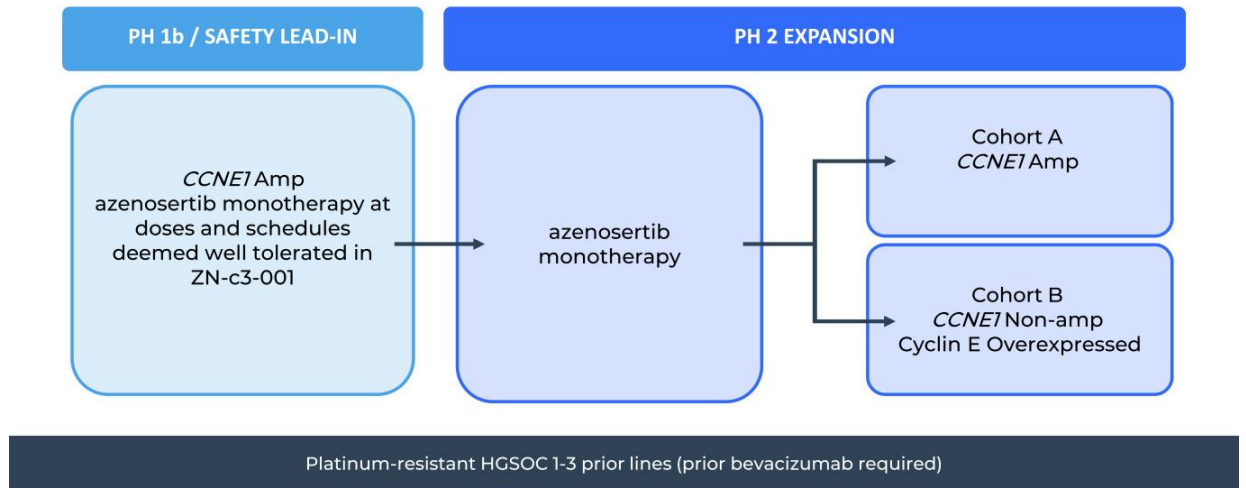 PH 1b / SAFETY LEAD-IN
PH 2 EXPANSION
CCNE1 Amp
azenosertib monotherapy at
doses and schedules
deemed well tolerated in
ZN-c3-001
azenosertib
monotherapy
Cohort A
CCNE1 Amp
Cohort B
CCNE1 Non-amp
Cyclin E Overexpressed
Platinum-resistant HGSOC 1-3 prior lines (prior bevacizumab required)